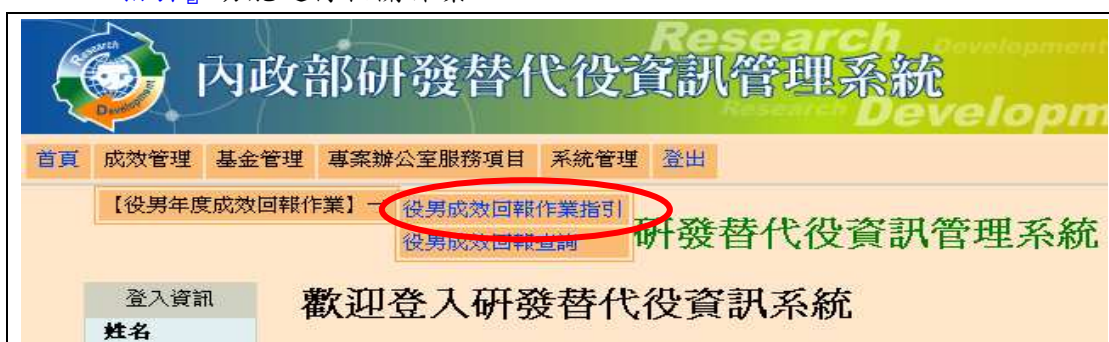 Research Development
內政部研發替代役資訊管理系統
Research Developm
首頁 成效管理 基金管理 專案辦公室服務項目 系統管理 登出
【役男年度成效回報作業】 役男成效回報作業指引
役男成效回報查詢
研發替代役資訊管理系統
登入資訊
歡迎登入研發替代役資訊系統
姓名